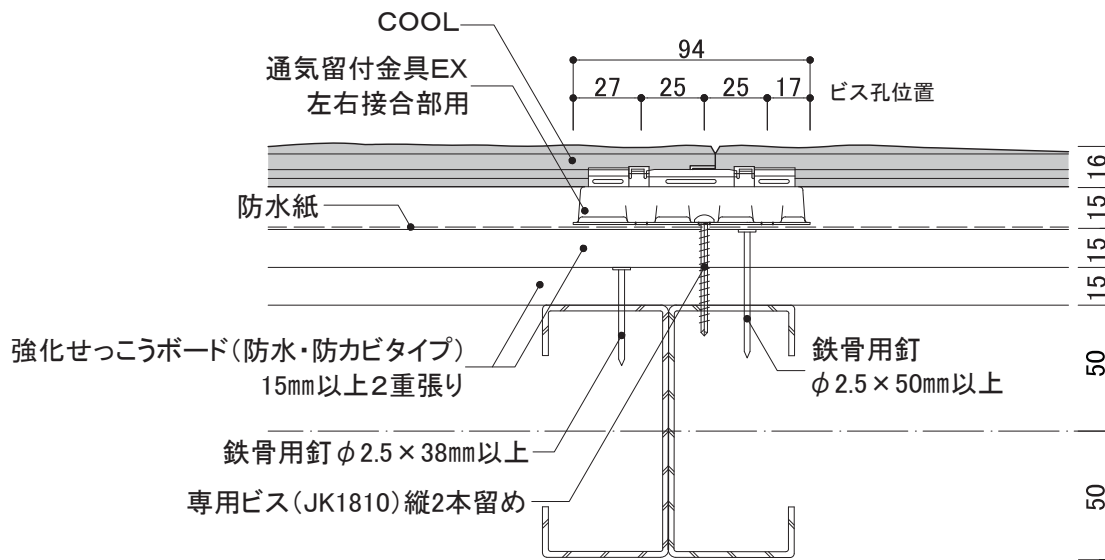 COOL
94
通気留付金具EX
左右接合部用
27 25 25 17 ビス孔位置
16
防水紙
15
15
15
強化せっこうボード（防水・防カビタイプ）
15㎜以上2重張り
鉄骨用釘
φ2.5×50㎜以上
50
鉄骨用釘φ2.5×38㎜以上
専用ビス（JK1810）縦2本留め
50